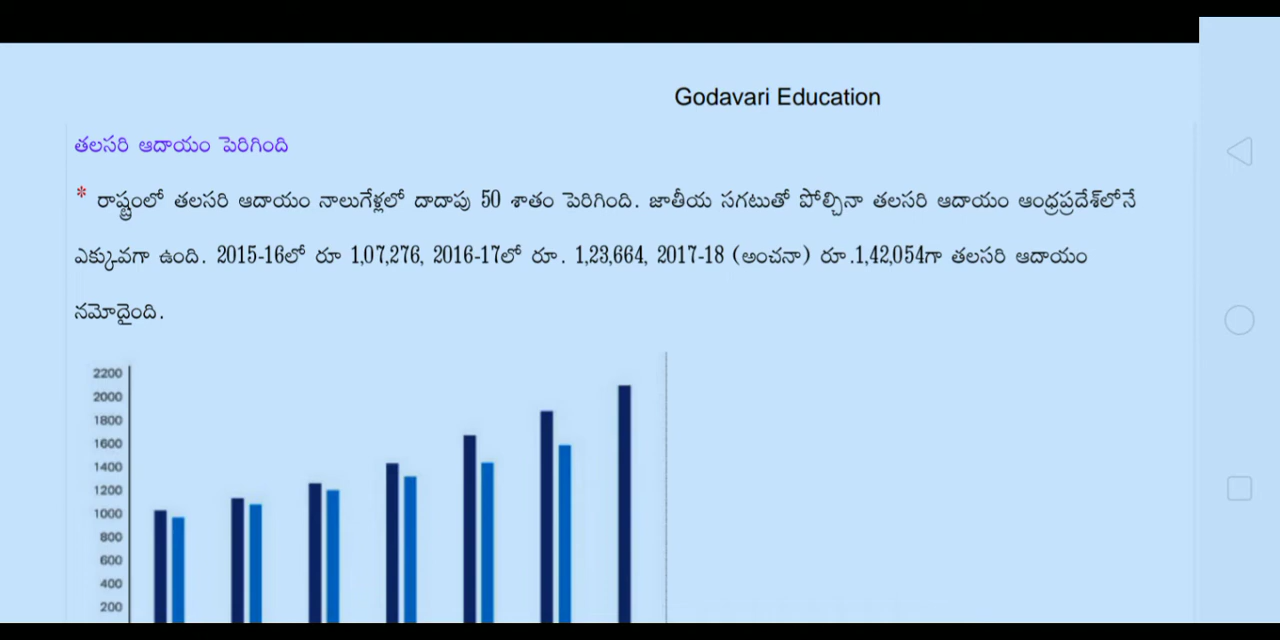 Godavari Education
తలసరి ఆదాయం పెరిగింది
* రాష్ట్రంలో తలసరి ఆదాయం నాలుగేళ్లలో దాదాపు 50 శాతం పెరిగింది. జాతీయ సగటుతో పోల్చినా తలసరి ఆదాయం ఆంధ్రప్రదేశ్‌లోనే
ఎక్కువగా ఉంది. 2015-16లో రూ 1,07,276, 2016-17లో రూ. 1,23,664, 2017-18 (అంచనా) రూ.1,42,054గా తలసరి ఆదాయం
నమోదైంది.
2200
2000
1800
1600
1400
1200
1000
800
600
400
200